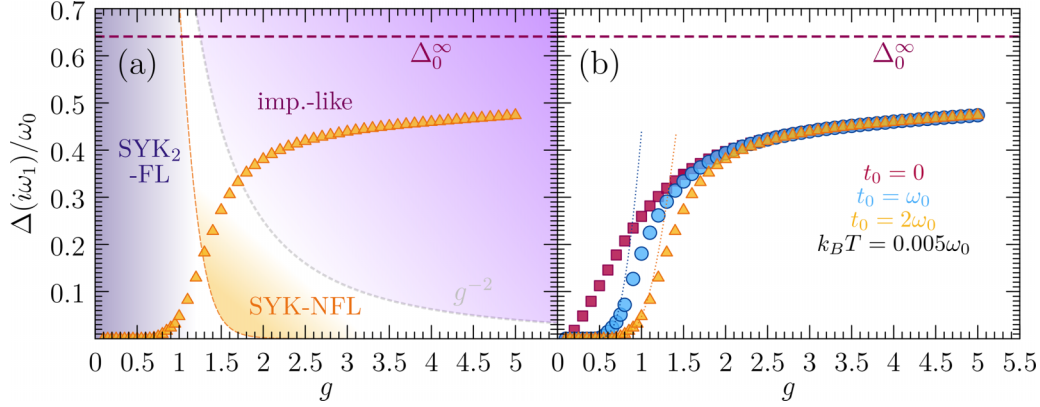 0.7
0.6
0.5
0.4
0.3
0.2
0.1
Δ(iω₁)/ω₀
(a)
Δ₀^∞
imp.-like
SYK₂
-FL
SYK-NFL
g⁻²
0 0.5 1 1.5 2 2.5 3 3.5 4 4.5 5
g
(b)
Δ₀^∞
t₀ = 0
t₀ = ω₀
t₀ = 2ω₀
k_BT = 0.005ω₀
0 0.5 1 1.5 2 2.5 3 3.5 4 4.5 5 5.5
g